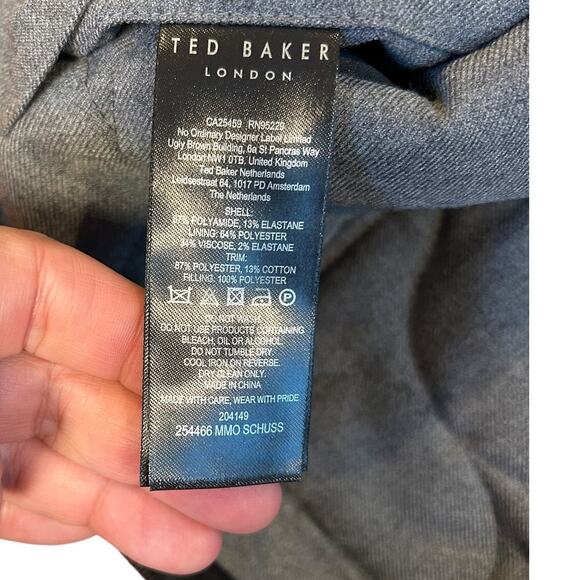 TED BAKER
LONDON
CA25459 RN95229
No Ordinary Designer Label Limited
Ugly Brown Building, 6a St Pancras Way
London NW1 0TB, United Kingdom
Ted Baker Netherlands
Leidsestraat 64, 1017 PD Amsterdam
The Netherlands
SHELL:
87% POLYAMIDE, 13% ELASTANE
LINING: 64% POLYESTER
34% VISCOSE, 2% ELASTANE
TRIM:
87% POLYESTER, 13% COTTON
FILLING: 100% POLYESTER
P
DO NOT WASH.
DO NOT USE PRODUCTS CONTAINING
BLEACH, OIL OR ALCOHOL.
DO NOT TUMBLE DRY.
COOL IRON ON REVERSE.
DRY CLEAN ONLY.
MADE IN CHINA
MADE WITH CARE, WEAR WITH PRIDE
204149
254466 MMO SCHUSS